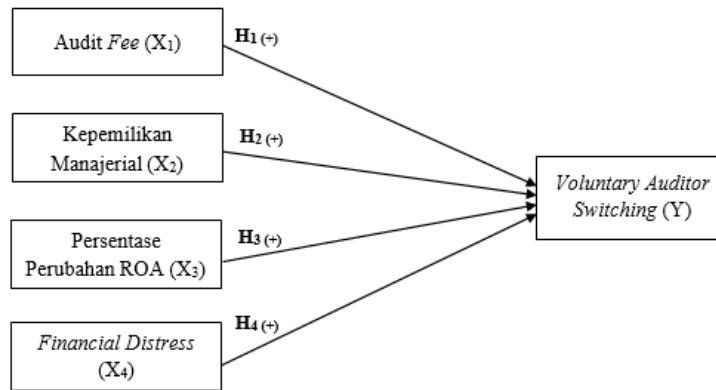 Audit Fee (X₁)
H₁ (+)
Kepemilikan
Manajerial (X₂)
H₂ (+)
Voluntary Auditor
Switching (Y)
Persentase
Perubahan ROA (X₃)
H₃ (+)
Financial Distress
(X₄)
H₄ (+)